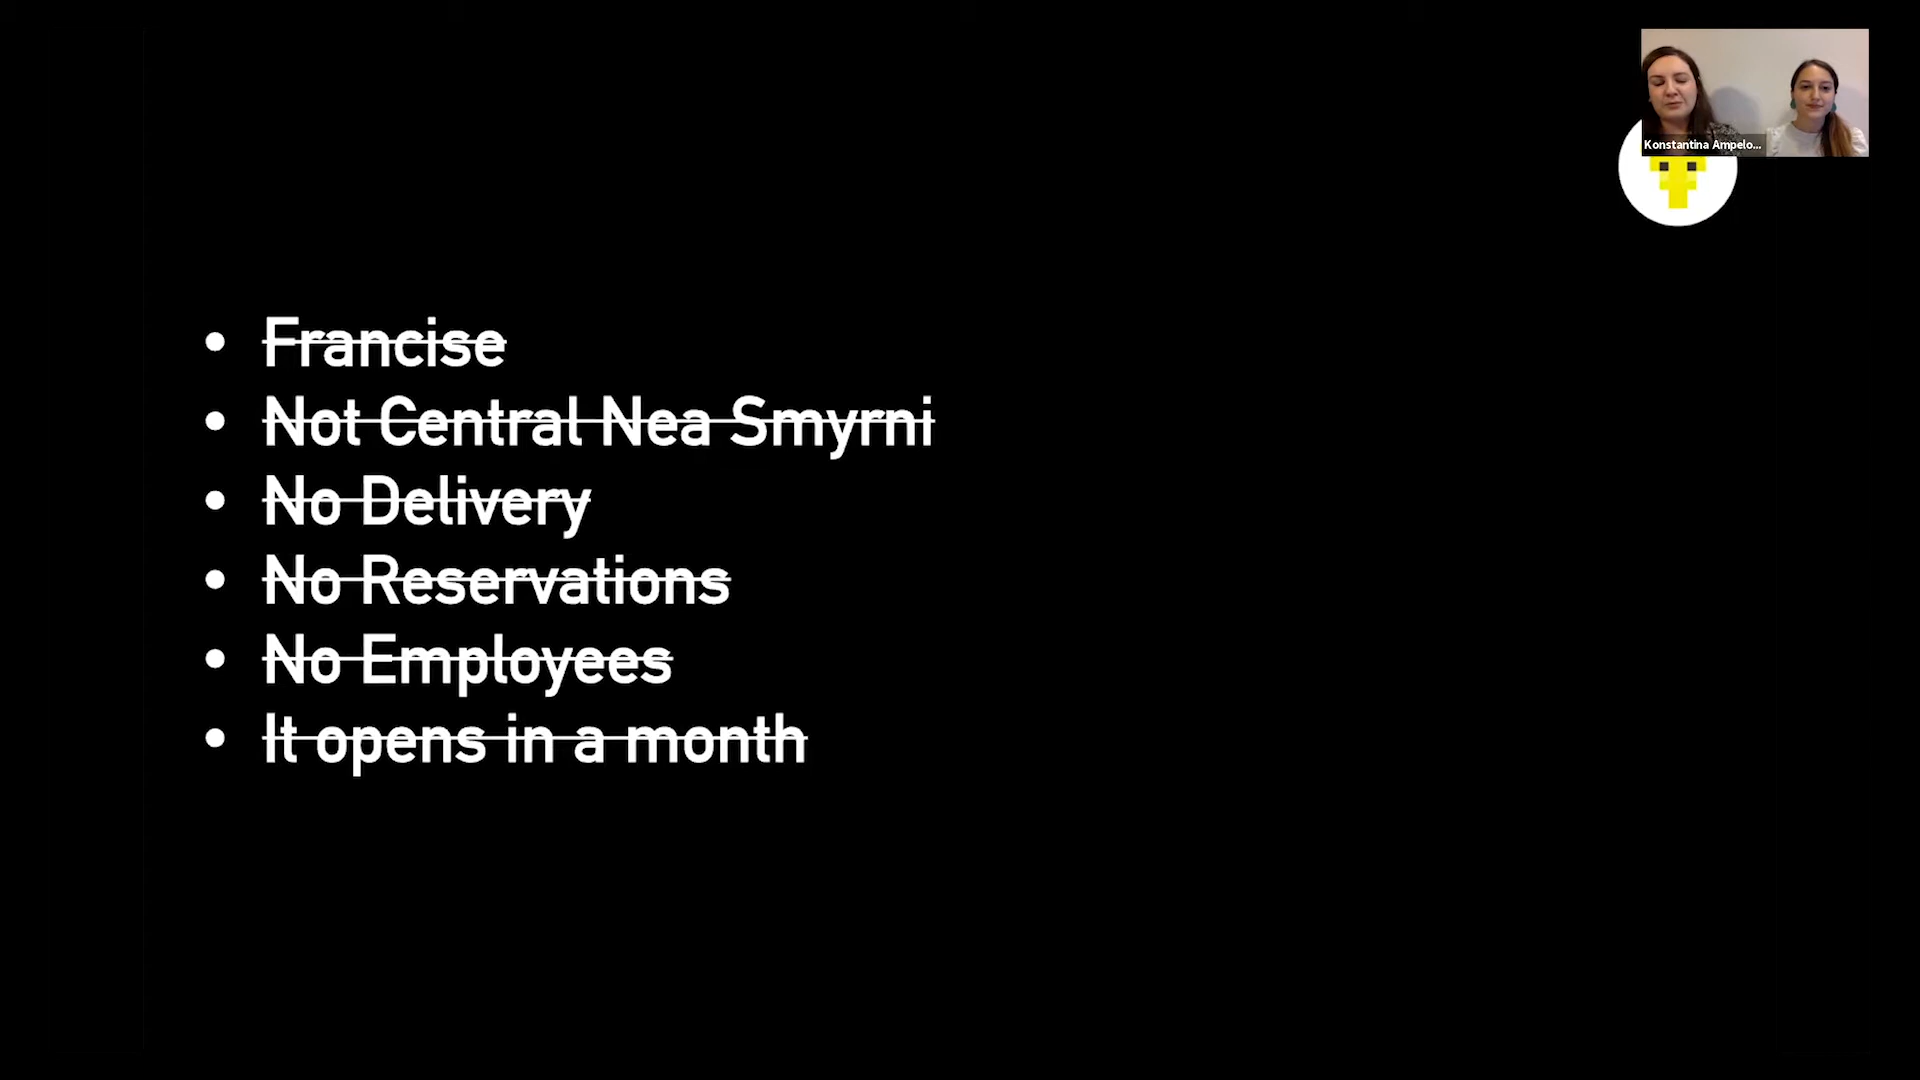 Konstantina Ampelo...
• Francise
• Not Central Nea Smyrni
• No Delivery
• No Reservations
• No Employees
• It opens in a month